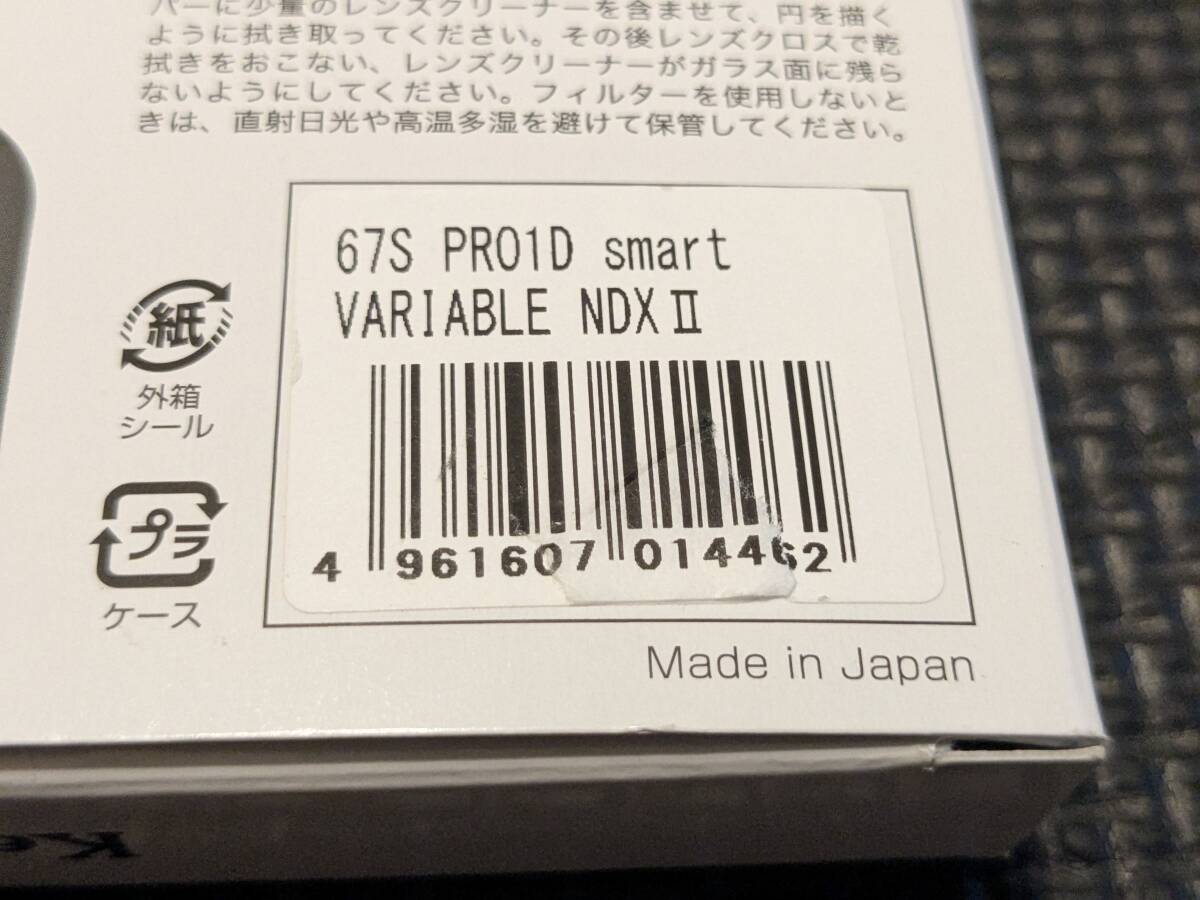 パーに少量のレンズクリーナーを含ませて、円を描く
ように拭き取ってください。その後レンズクロスで乾
拭きをおこない、レンズクリーナーがガラス面に残ら
ないようにしてください。フィルターを使用しないと
きは、直射日光や高温多湿を避けて保管してください。
67S PRO1D smart
VARIABLE NDXⅡ
紙
外箱
シール
プラ
ケース
4 961607 014462
Made in Japan
Ke